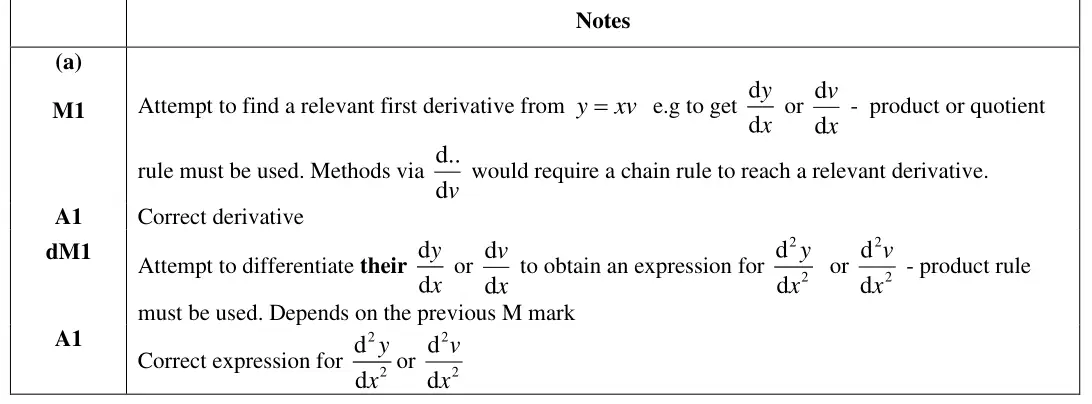 Notes
(a)
M1 Attempt to find a relevant first derivative from y = xv e.g to get dy/dx or dv/dx - product or quotient
rule must be used. Methods via d../dv would require a chain rule to reach a relevant derivative.
A1 Correct derivative
dM1 Attempt to differentiate their dy/dx or dv/dx to obtain an expression for d²y/dx² or d²v/dx² - product rule
must be used. Depends on the previous M mark
A1 Correct expression for d²y/dx² or d²v/dx²